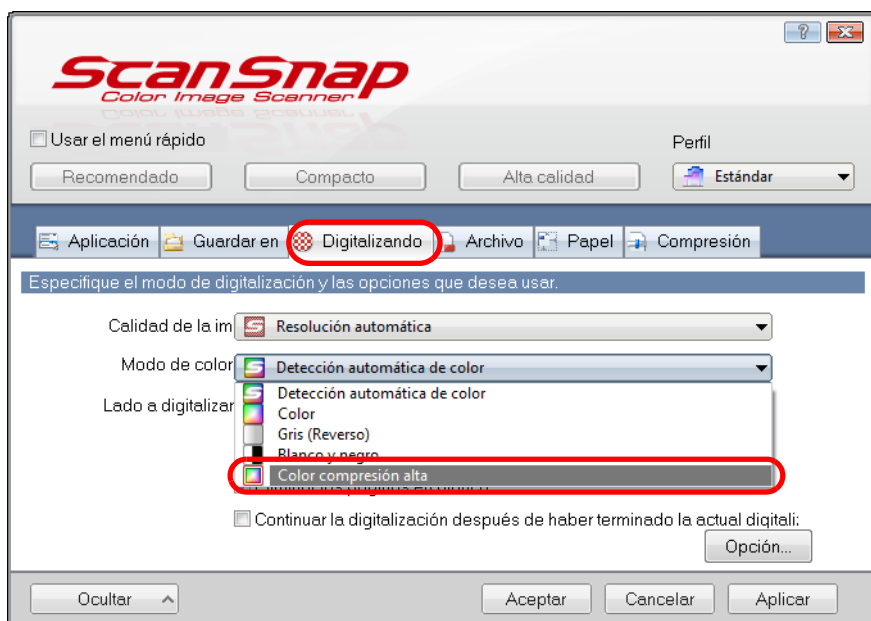 ScanSnap
Color Image Scanner
Usar el menú rápido
Perfil
Recomendado
Compacto
Alta calidad
Estándar
Aplicación
Guardar en
Digitalizando
Archivo
Papel
Compresión
Especifique el modo de digitalización y las opciones que desea usar.
Calidad de la im
Resolución automática
Modo de color
Detección automática de color
Detección automática de color
Lado a digitalizar
Color
Gris (Reverso)
Blanco y negro
Color compresión alta
Continuar la digitalización después de haber terminado la actual digitali:
Opción...
Ocultar
Aceptar
Cancelar
Aplicar